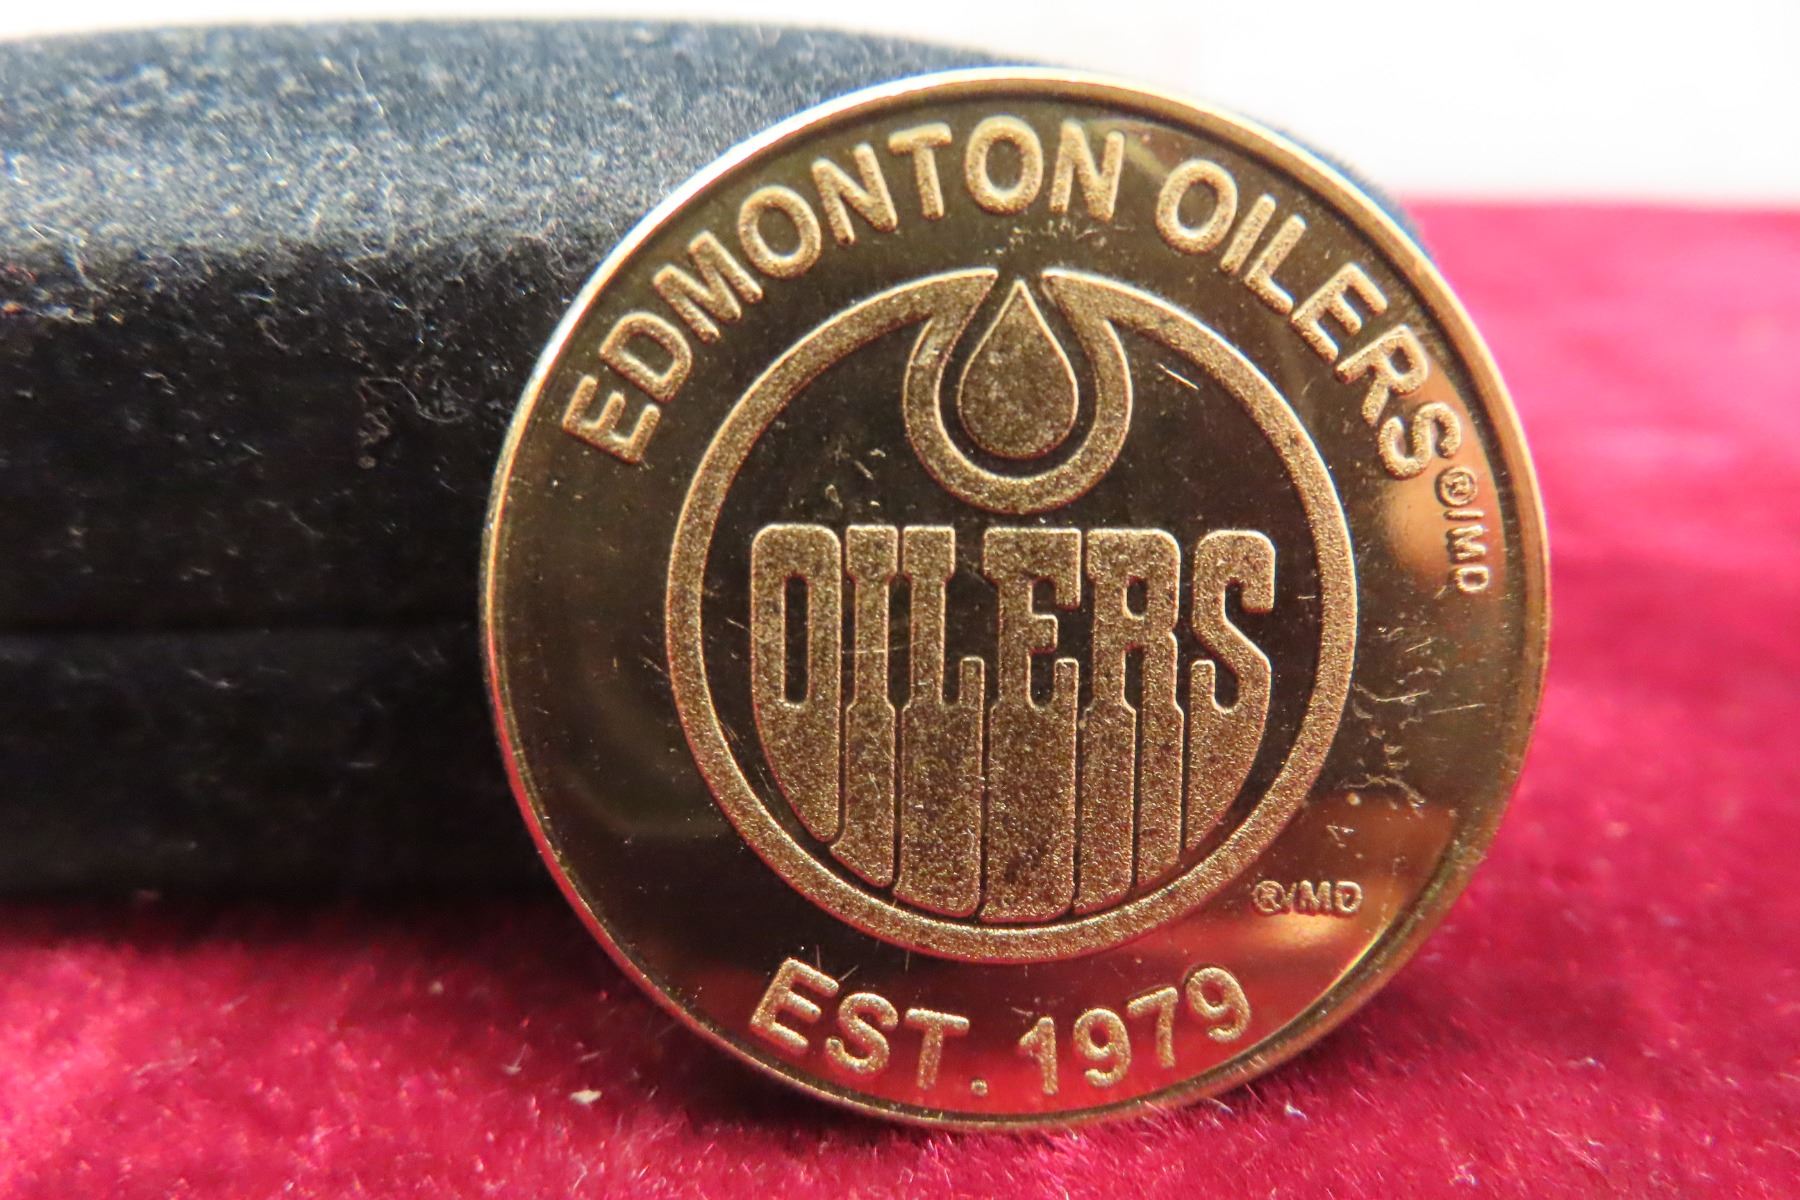 EDMONTON OILERS®/MD
OILERS
®/MD
EST. 1979